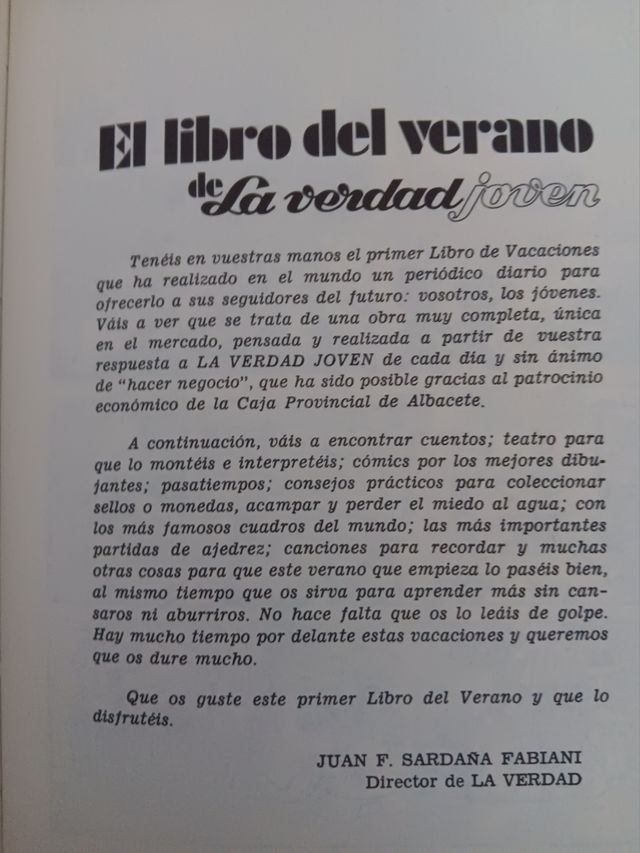 El libro del verano
de La verdad joven
Tenéis en vuestras manos el primer Libro de Vacaciones
que ha realizado en el mundo un periódico diario para
ofrecerlo a sus seguidores del futuro: vosotros, los jóvenes.
Váis a ver que se trata de una obra muy completa, única
en el mercado, pensada y realizada a partir de vuestra
respuesta a LA VERDAD JOVEN de cada día y sin ánimo
de "hacer negocio", que ha sido posible gracias al patrocinio
económico de la Caja Provincial de Albacete.
A continuación, váis a encontrar cuentos; teatro para
que lo montéis e interpretéis; cómics por los mejores dibu-
jantes; pasatiempos; consejos prácticos para coleccionar
sellos o monedas, acampar y perder el miedo al agua; con
los más famosos cuadros del mundo; las más importantes
partidas de ajedrez; canciones para recordar y muchas
otras cosas para que este verano que empieza lo paséis bien,
al mismo tiempo que os sirva para aprender más sin can-
saros ni aburriros. No hace falta que os lo leáis de golpe.
Hay mucho tiempo por delante estas vacaciones y queremos
que os dure mucho.
Que os guste este primer Libro del Verano y que lo
disfrutéis.
JUAN F. SARDAÑA FABIANI
Director de LA VERDAD